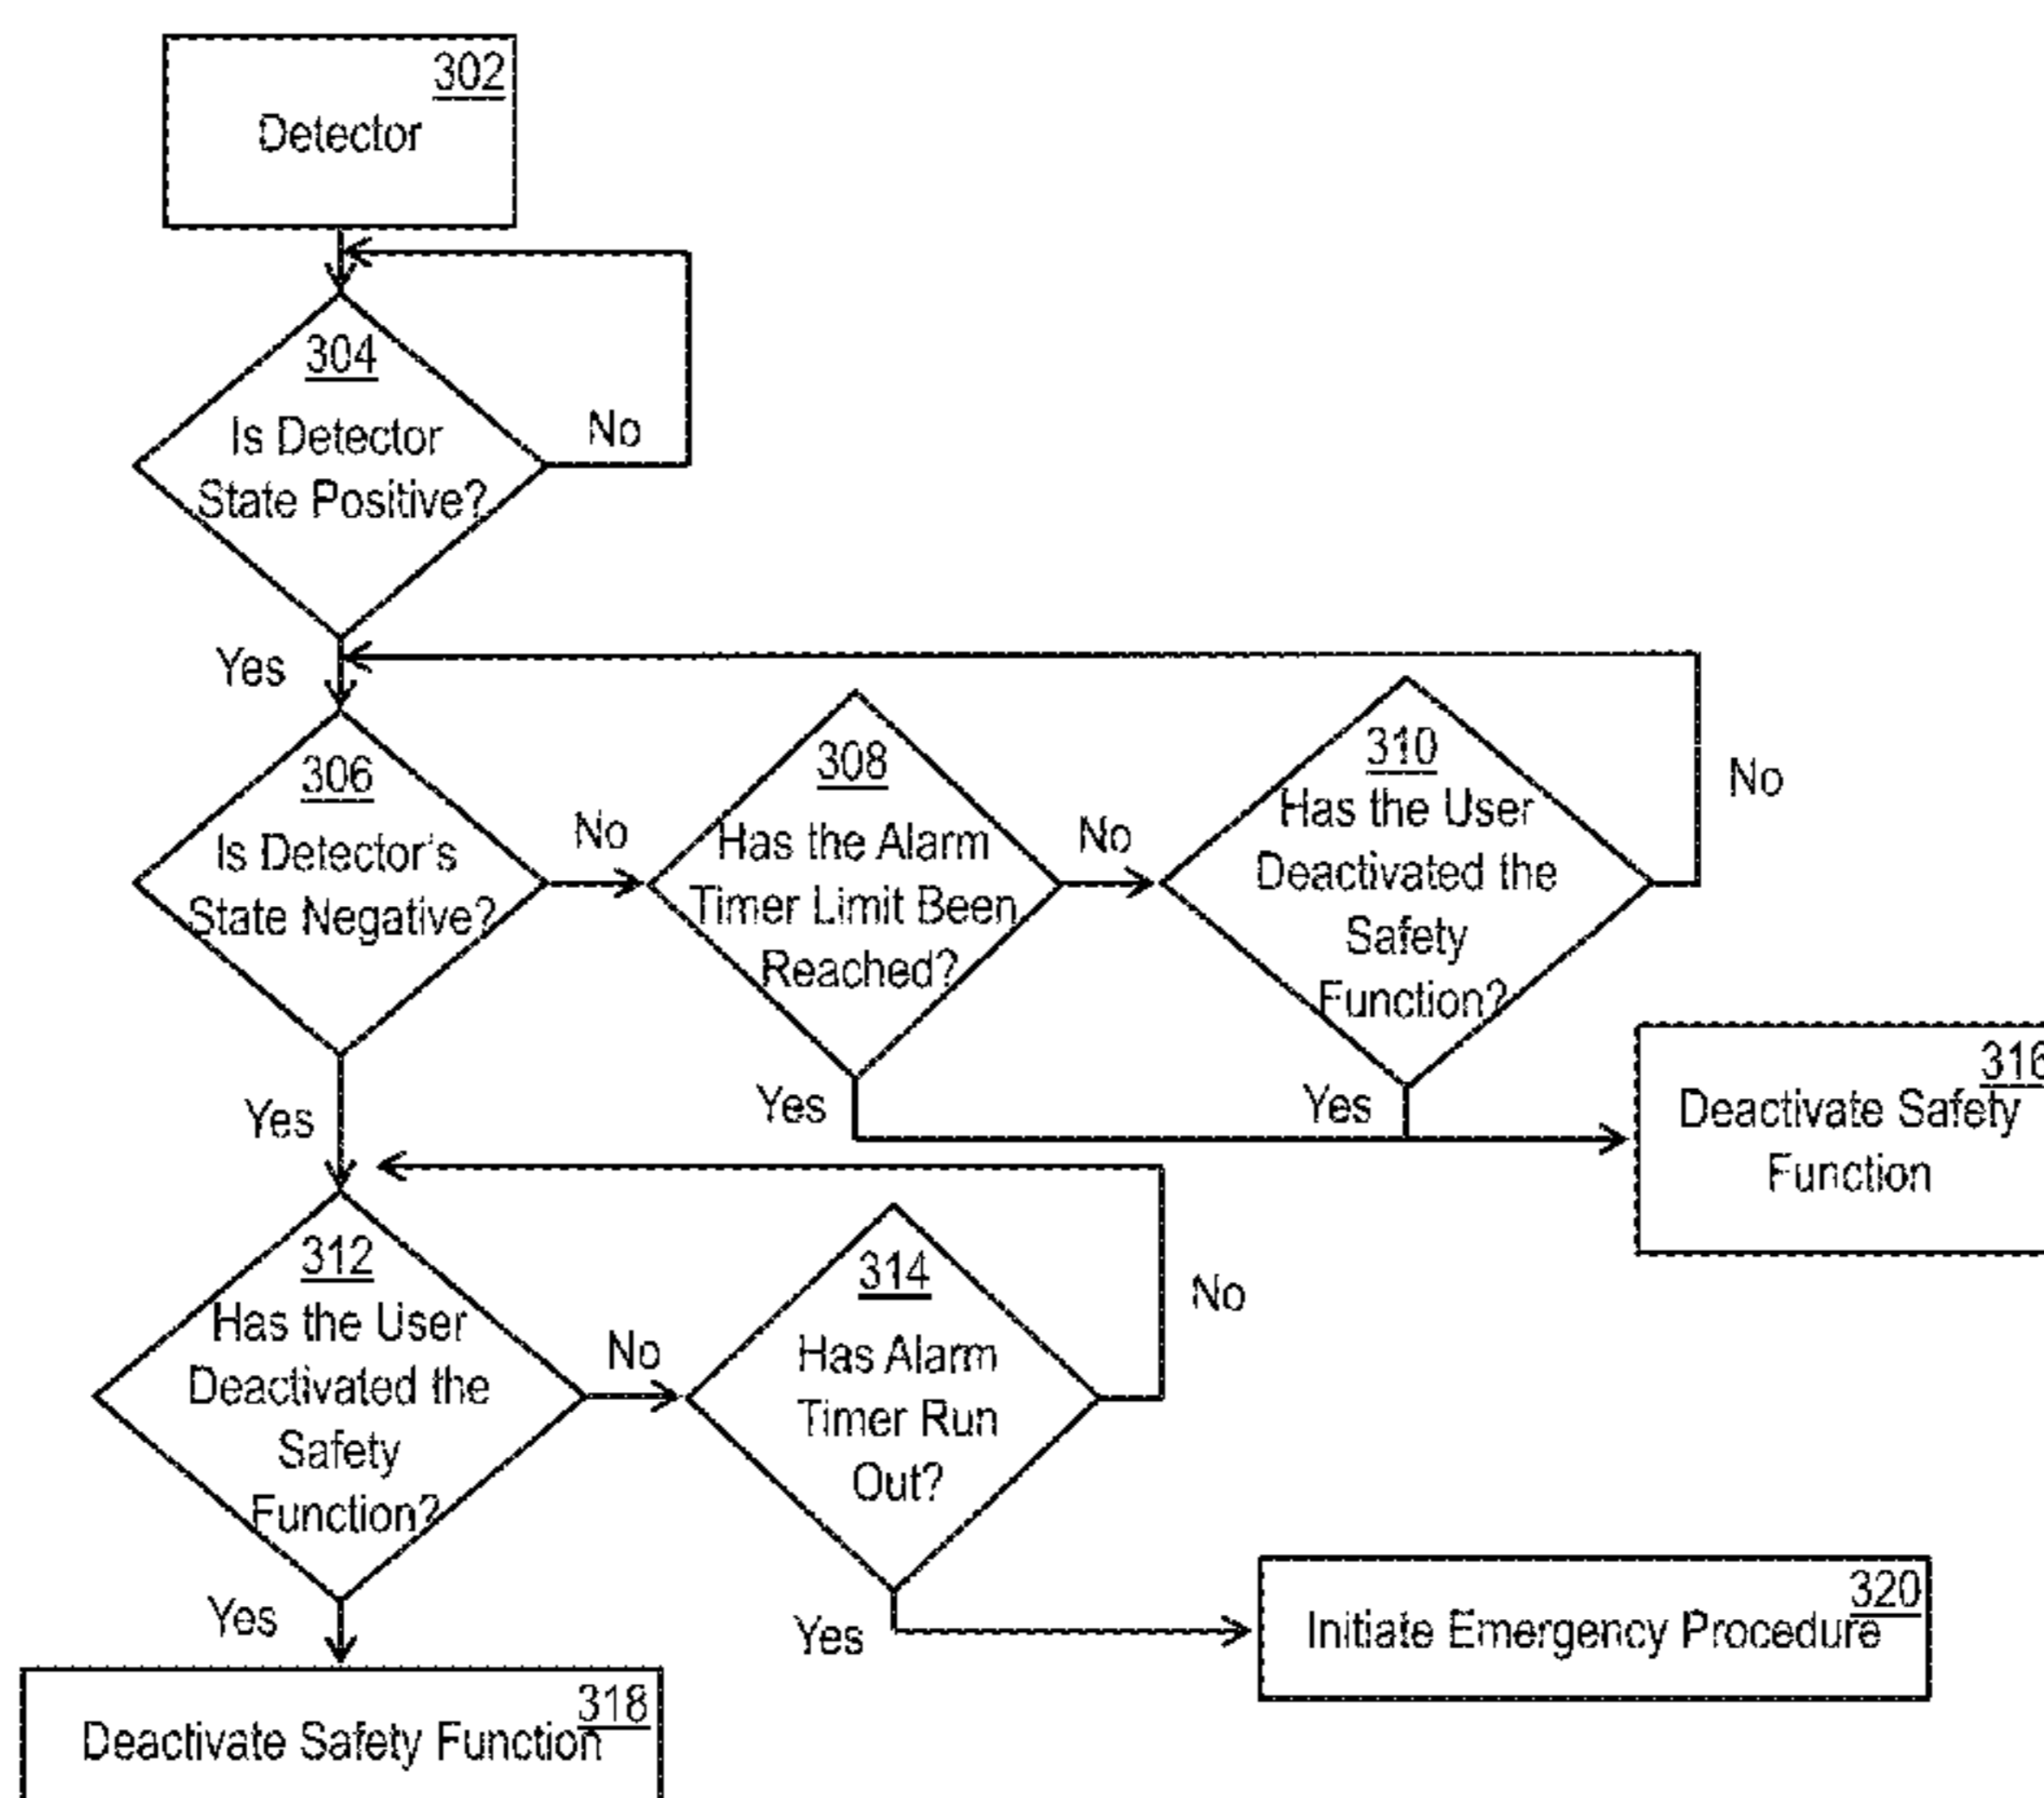 302
Detector
304
Is Detector
State Positive?
No
Yes
306
Is Detector's
State Negative?
No
308
Has the Alarm
Timer Limit Been
Reached?
No
310
Has the User
Deactivated the
Safety
Function?
No
Yes
Yes
Yes
316
Deactivate Safety
Function
312
Has the User
Deactivated the
Safety
Function?
No
314
Has Alarm
Timer Run
Out?
No
Yes
Yes
320
Initiate Emergency Procedure
318
Deactivate Safety Function